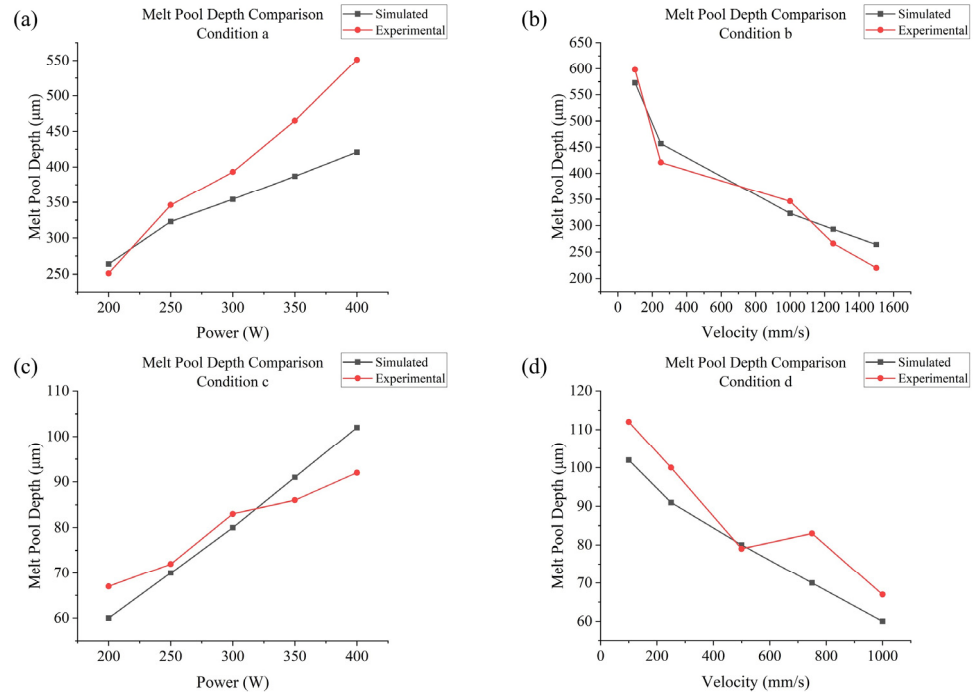 (a)
Melt Pool Depth Comparison
Condition a
Simulated
Experimental
Melt Pool Depth (μm)
550
500
450
400
350
300
250
200 250 300 350 400
Power (W)
(b)
Melt Pool Depth Comparison
Condition b
Simulated
Experimental
Melt Pool Depth (μm)
650
600
550
500
450
400
350
300
250
200
0 200 400 600 800 1000 1200 1400 1600
Velocity (mm/s)
(c)
Melt Pool Depth Comparison
Condition c
Simulated
Experimental
Melt Pool Depth (μm)
110
100
90
80
70
60
200 250 300 350 400
Power (W)
(d)
Melt Pool Depth Comparison
Condition d
Simulated
Experimental
Melt Pool Depth (μm)
120
110
100
90
80
70
60
0 200 400 600 800 1000
Velocity (mm/s)